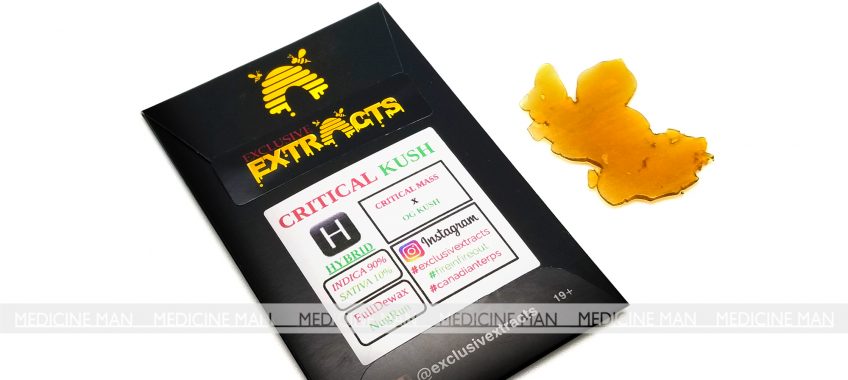 EXCLUSIVE
EXTRACTS
CRITICAL KUSH
H
HYBRID
INDICA 90%
SATIVA 10%
FullDewax
NugRun
CRITICAL MASS
X
OG KUSH
Instagram
#exclusivextracts
#fireinfireout
#canadianterps
@exclusivextracts
19+
MEDICINE MAN MEDICINE MAN MEDICINE MAN MEDICINE MAN MEDICINE MAN MEDICINE MAN